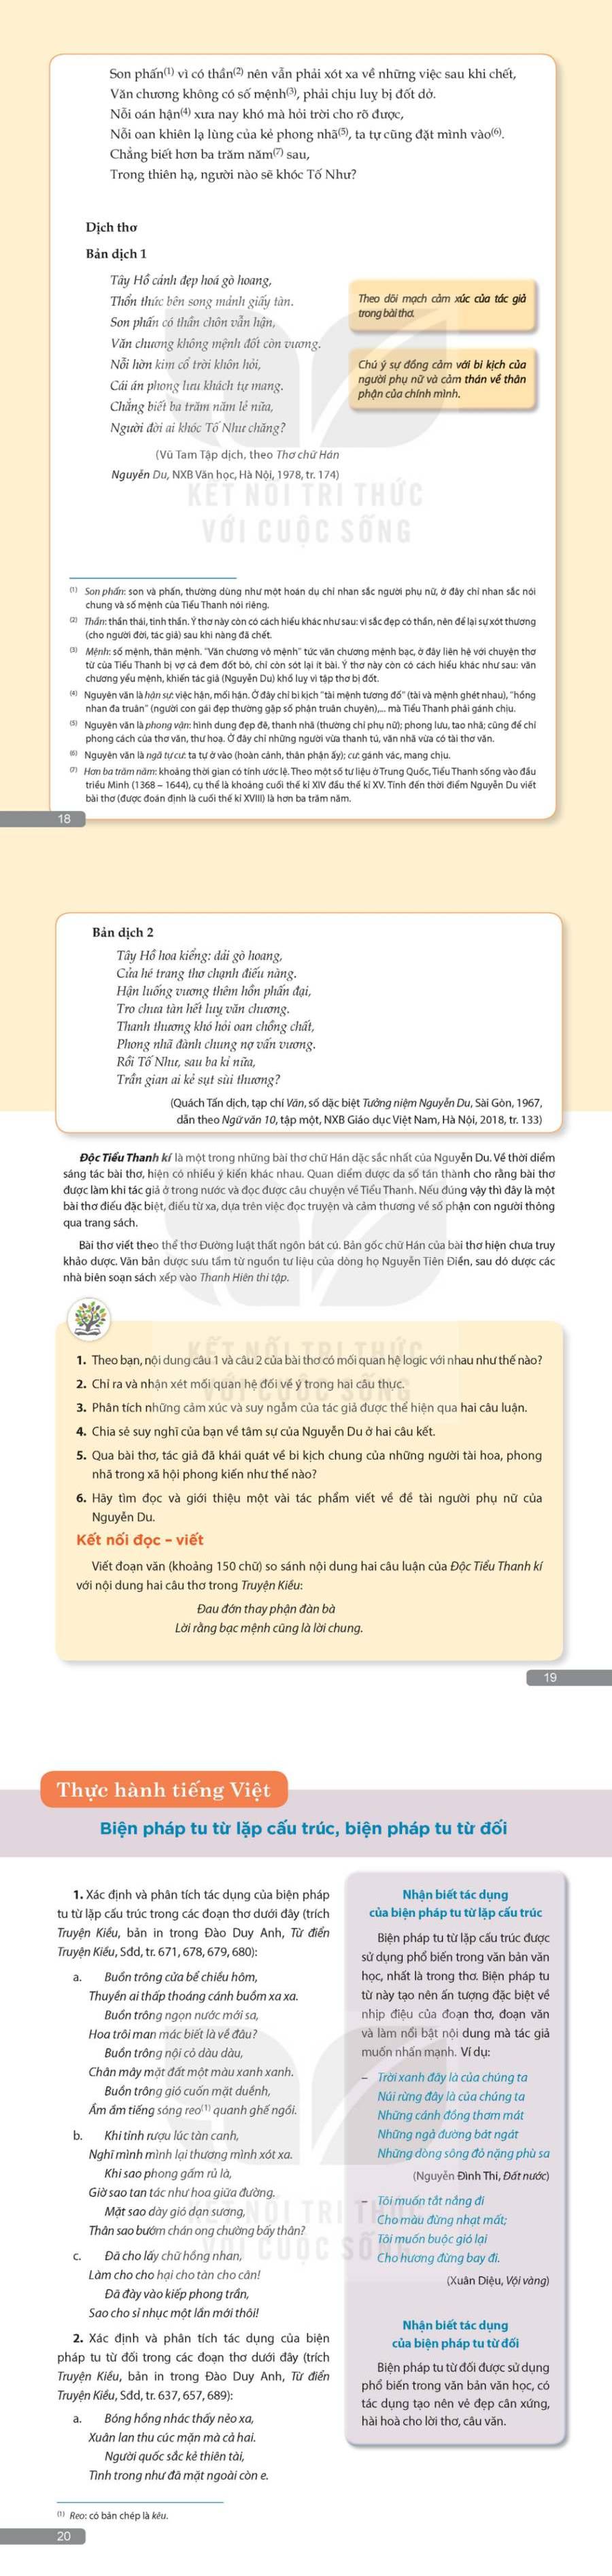 Son phấn(1) vì có thần(2) nên vẫn phải xót xa về những việc sau khi chết,
Văn chương không có số mệnh(3), phải chịu luỵ bị đốt dở.
Nỗi oán hận(4) xưa nay khó mà hỏi trời cho rõ được,
Nỗi oan khiên lạ lùng của kẻ phong nhã(5), ta tự cũng đặt mình vào(6).
Chẳng biết hơn ba trăm năm(7) sau,
Trong thiên hạ, người nào sẽ khóc Tố Như?
Dịch thơ
Bản dịch 1
Tây Hồ cảnh đẹp hoá gò hoang,
Thổn thức bên song mảnh giấy tàn.
Son phấn có thần chôn vẫn hận,
Văn chương không mệnh đốt còn vương.
Nỗi hờn kim cổ trời khôn hỏi,
Cái án phong lưu khách tự mang.
Chẳng biết ba trăm năm lẻ nữa,
Người đời ai khóc Tố Như chăng?
(Vũ Tam Tập dịch, theo Thơ chữ Hán
Nguyễn Du, NXB Văn học, Hà Nội, 1978, tr. 174)
Theo dõi mạch cảm xúc của tác giả
trong bài thơ.
Chú ý sự đồng cảm với bi kịch của
người phụ nữ và cảm thán về thân
phận của chính mình.
KẾT NỐI TRI THỨC
VỚI CUỘC SỐNG
(1) Son phấn: son và phấn, thường dùng như một hoán dụ chỉ nhan sắc người phụ nữ, ở đây chỉ nhan sắc nói
chung và số mệnh của Tiểu Thanh nói riêng.
(2) Thần: thần thái, tinh thần. Ý thơ này còn có cách hiểu khác như sau: vì sắc đẹp có thần, nên để lại sự xót thương
(cho người đời, tác giả) sau khi nàng đã chết.
(3) Mệnh: số mệnh, thân mệnh. "Văn chương vô mệnh" tức văn chương mệnh bạc, ở đây liên hệ với chuyện thơ
từ của Tiểu Thanh bị vợ cả đem đốt bỏ, chỉ còn sót lại ít bài. Ý thơ này còn có cách hiểu khác như sau: văn
chương yểu mệnh, khiến tác giả (Nguyễn Du) khổ luỵ vì tập thơ bị đốt.
(4) Nguyên văn là hận sự: việc hận, mối hận. Ở đây chỉ bi kịch "tài mệnh tương đố" (tài và mệnh ghét nhau), "hồng
nhan đa truân" (người con gái đẹp thường gặp số phận truân chuyên),... mà Tiểu Thanh phải gánh chịu.
(5) Nguyên văn là phong vận: hình dung đẹp đẽ, thanh nhã (thường chỉ phụ nữ); phong lưu, tao nhã; cũng để chỉ
phong cách của thơ văn, thư hoạ. Ở đây chỉ những người vừa thanh tú, văn nhã vừa có tài thơ văn.
(6) Nguyên văn là ngã tự cư: ta tự ở vào (hoàn cảnh, thân phận ấy); cư: gánh vác, mang chịu.
(7) Hơn ba trăm năm: khoảng thời gian có tính ước lệ. Theo một số tư liệu ở Trung Quốc, Tiểu Thanh sống vào đầu
triều Minh (1368 – 1644), cụ thể là khoảng cuối thế kỉ XIV đầu thế kỉ XV. Tính đến thời điểm Nguyễn Du viết
bài thơ (được đoán định là cuối thế kỉ XVIII) là hơn ba trăm năm.
18
Bản dịch 2
Tây Hồ hoa kiểng: dải gò hoang,
Cửa hé trang thơ chạnh điếu nàng.
Hận luống vương thêm hồn phấn đại,
Tro chưa tàn hết luỵ văn chương.
Thanh thương khó hỏi oan chồng chất,
Phong nhã đành chung nợ vấn vương.
Rồi Tố Như, sau ba kỉ nữa,
Trần gian ai kẻ sụt sùi thương?
(Quách Tấn dịch, tạp chí Văn, số đặc biệt Tưởng niệm Nguyễn Du, Sài Gòn, 1967,
dẫn theo Ngữ văn 10, tập một, NXB Giáo dục Việt Nam, Hà Nội, 2018, tr. 133)
Độc Tiểu Thanh kí là một trong những bài thơ chữ Hán đặc sắc nhất của Nguyễn Du. Về thời điểm
sáng tác bài thơ, hiện có nhiều ý kiến khác nhau. Quan điểm được đa số tán thành cho rằng bài thơ
được làm khi tác giả ở trong nước và đọc được câu chuyện về Tiểu Thanh. Nếu đúng vậy thì đây là một
bài thơ điếu đặc biệt, điếu từ xa, dựa trên việc đọc truyện và cảm thương về số phận con người thông
qua trang sách.
Bài thơ viết theo thể thơ Đường luật thất ngôn bát cú. Bản gốc chữ Hán của bài thơ hiện chưa truy
khảo được. Văn bản được sưu tầm từ nguồn tư liệu của dòng họ Nguyễn Tiên Điền, sau đó được các
nhà biên soạn sách xếp vào Thanh Hiên thi tập.
KẾT NỐI TRI THỨC
VỚI CUỘC SỐNG
1. Theo bạn, nội dung câu 1 và câu 2 của bài thơ có mối quan hệ logic với nhau như thế nào?
2. Chỉ ra và nhận xét mối quan hệ đối về ý trong hai câu thực.
3. Phân tích những cảm xúc và suy ngẫm của tác giả được thể hiện qua hai câu luận.
4. Chia sẻ suy nghĩ của bạn về tâm sự của Nguyễn Du ở hai câu kết.
5. Qua bài thơ, tác giả đã khái quát về bi kịch chung của những người tài hoa, phong
nhã trong xã hội phong kiến như thế nào?
6. Hãy tìm đọc và giới thiệu một vài tác phẩm viết về đề tài người phụ nữ của
Nguyễn Du.
Kết nối đọc – viết
Viết đoạn văn (khoảng 150 chữ) so sánh nội dung hai câu luận của Độc Tiểu Thanh kí
với nội dung hai câu thơ trong Truyện Kiều:
Đau đớn thay phận đàn bà
Lời rằng bạc mệnh cũng là lời chung.
19
Thực hành tiếng Việt
Biện pháp tu từ lặp cấu trúc, biện pháp tu từ đối
1. Xác định và phân tích tác dụng của biện pháp
tu từ lặp cấu trúc trong các đoạn thơ dưới đây (trích
Truyện Kiều, bản in trong Đào Duy Anh, Từ điển
Truyện Kiều, Sđd, tr. 671, 678, 679, 680):
a. Buồn trông cửa bể chiều hôm,
Thuyền ai thấp thoáng cánh buồm xa xa.
Buồn trông ngọn nước mới sa,
Hoa trôi man mác biết là về đâu?
Buồn trông nội cỏ dàu dàu,
Chân mây mặt đất một màu xanh xanh.
Buồn trông gió cuốn mặt duềnh,
Ầm ầm tiếng sóng reo(1) quanh ghế ngồi.
b. Khi tỉnh rượu lúc tàn canh,
Nghĩ mình mình lại thương mình xót xa.
Khi sao phong gấm rủ là,
Giờ sao tan tác như hoa giữa đường.
Mặt sao dày gió dạn sương,
Thân sao bướm chán ong chường bấy thân?
c. Đã cho lấy chữ hồng nhan,
Làm cho cho hại cho tàn cho cân!
Đã đày vào kiếp phong trần,
Sao cho sỉ nhục một lần mới thôi!
2. Xác định và phân tích tác dụng của biện
pháp tu từ đối trong các đoạn thơ dưới đây (trích
Truyện Kiều, bản in trong Đào Duy Anh, Từ điển
Truyện Kiều, Sđd, tr. 637, 657, 689):
a. Bóng hồng nhác thấy nẻo xa,
Xuân lan thu cúc mặn mà cả hai.
Người quốc sắc kẻ thiên tài,
Tình trong như đã mặt ngoài còn e.
Nhận biết tác dụng
của biện pháp tu từ lặp cấu trúc
Biện pháp tu từ lặp cấu trúc được
sử dụng phổ biến trong văn bản văn
học, nhất là trong thơ. Biện pháp tu
từ này tạo nên ấn tượng đặc biệt về
nhịp điệu của đoạn thơ, đoạn văn
và làm nổi bật nội dung mà tác giả
muốn nhấn mạnh. Ví dụ:
– Trời xanh đây là của chúng ta
Núi rừng đây là của chúng ta
Những cánh đồng thơm mát
Những ngả đường bát ngát
Những dòng sông đỏ nặng phù sa
(Nguyễn Đình Thi, Đất nước)
– Tôi muốn tắt nắng đi
Cho màu đừng nhạt mất;
Tôi muốn buộc gió lại
Cho hương đừng bay đi.
(Xuân Diệu, Vội vàng)
Nhận biết tác dụng
của biện pháp tu từ đối
Biện pháp tu từ đối được sử dụng
phổ biến trong văn bản văn học, có
tác dụng tạo nên vẻ đẹp cân xứng,
hài hoà cho lời thơ, câu văn.
KẾT NỐI TRI THỨC
VỚI CUỘC SỐNG
(1) Reo: có bản chép là kêu.
20